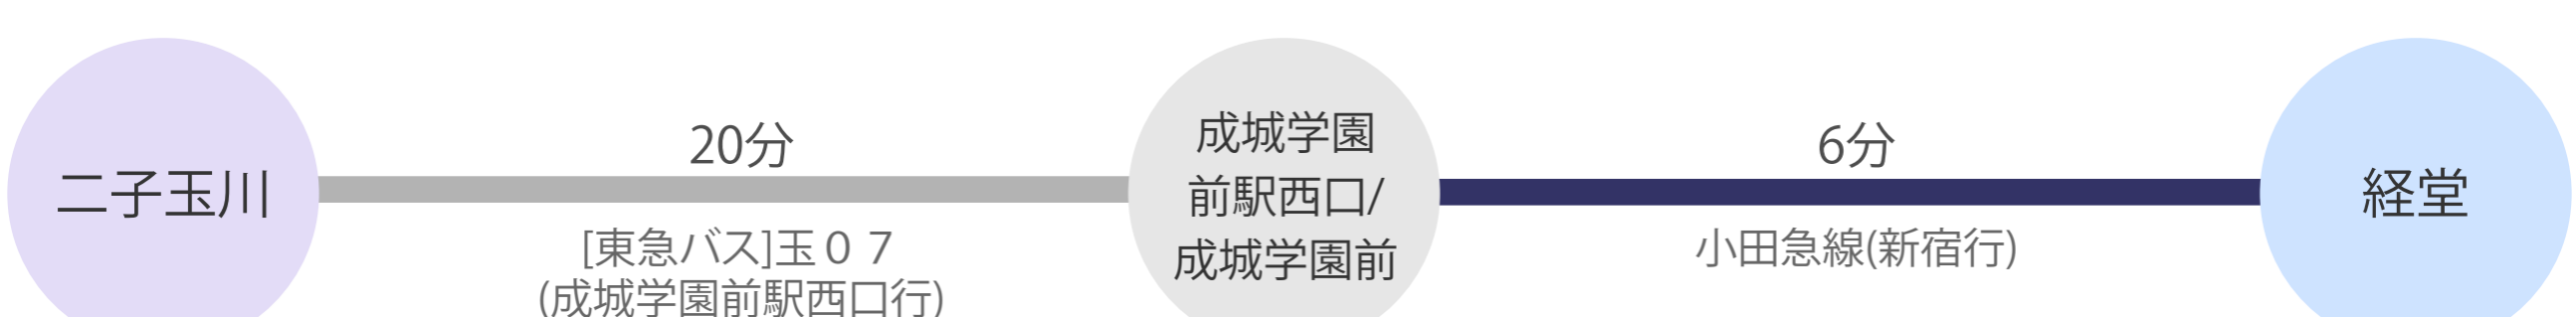 二子玉川
20分
[東急バス]玉０７
(成城学園前駅西口行)
成城学園
前駅西口/
成城学園前
6分
小田急線(新宿行)
経堂